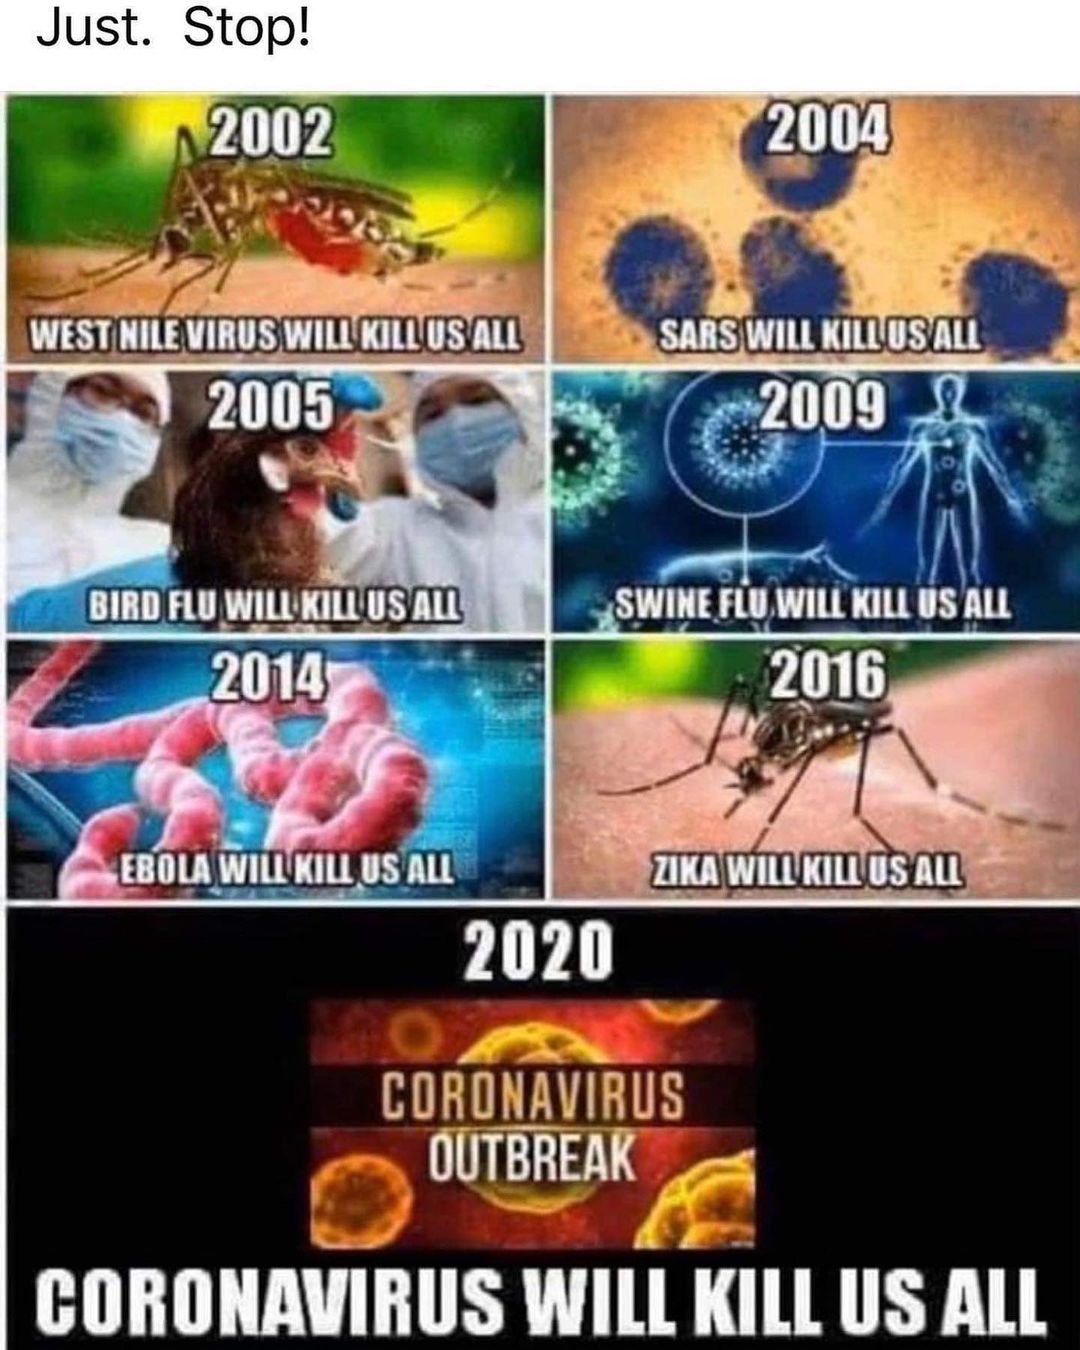 Just. Stop!
2002
WEST NILE VIRUS WILL KILL US ALL
2004
SARS WILL KILL US ALL
2005
BIRD FLU WILL KILL US ALL
2009
SWINE FLU WILL KILL US ALL
2014
EBOLA WILL KILL US ALL
2016
ZIKA WILL KILL US ALL
2020
CORONAVIRUS
OUTBREAK
CORONAVIRUS WILL KILL US ALL